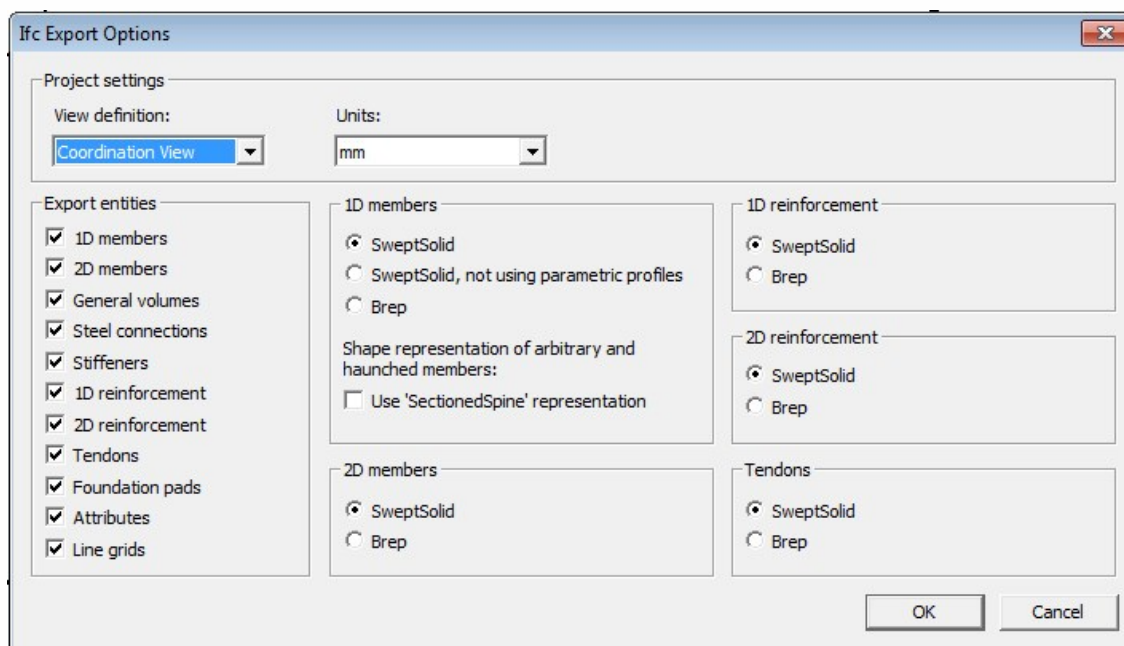 Ifc Export Options
Project settings
View definition:
Units:
Coordination View
mm
Export entities
1D members
2D members
General volumes
Steel connections
Stiffeners
1D reinforcement
2D reinforcement
Tendons
Foundation pads
Attributes
Line grids
1D members
SweptSolid
SweptSolid, not using parametric profiles
Brep
Shape representation of arbitrary and
haunched members:
Use 'SectionedSpine' representation
2D members
SweptSolid
Brep
1D reinforcement
SweptSolid
Brep
2D reinforcement
SweptSolid
Brep
Tendons
SweptSolid
Brep
OK
Cancel